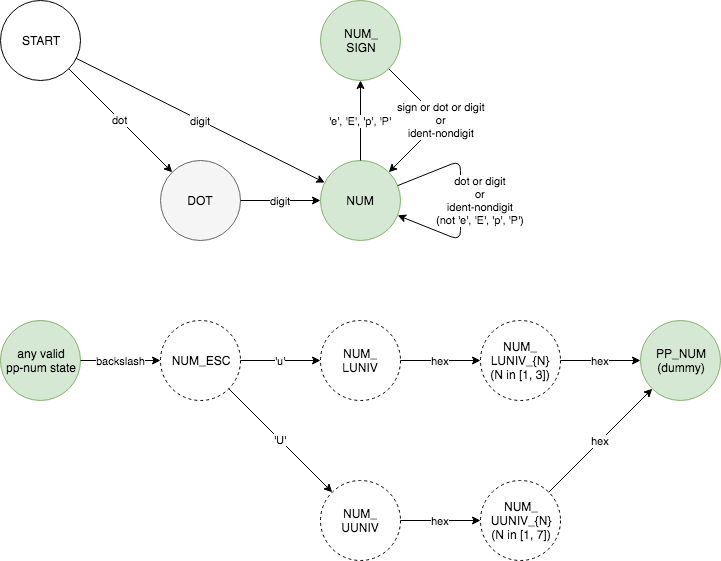 START
NUM_
SIGN
dot
digit
'e', 'E', 'p', 'P'
sign or dot or digit
or
ident-nondigit
DOT
digit
NUM
dot or digit
or
ident-nondigit
(not 'e', 'E', 'p', 'P')
any valid
pp-num state
backslash
NUM_ESC
'u'
NUM_
LUNIV
hex
NUM_
LUNIV_{N}
(N in [1, 3])
hex
PP_NUM
(dummy)
'U'
hex
NUM_
UUNIV
hex
NUM_
UUNIV_{N}
(N in [1, 7])